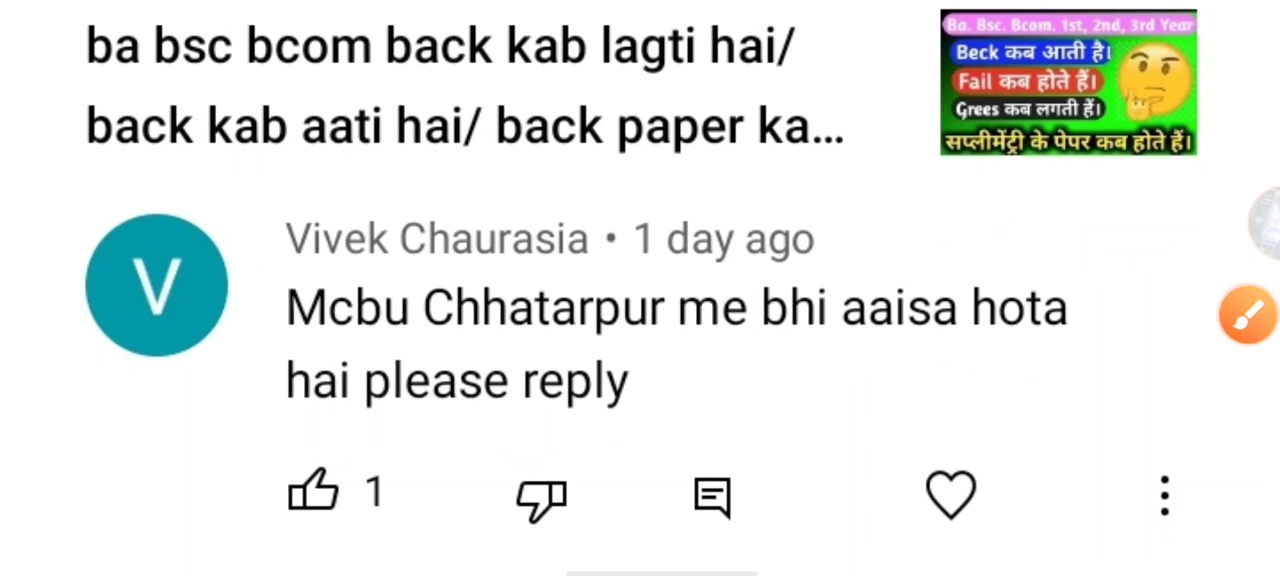 ba bsc bcom back kab lagti hai/
back kab aati hai/ back paper ka...
Ba. Bsc. Bcom. 1st, 2nd, 3rd Year
Beck कब आती है।
Fail कब होते हैं।
Grees कब लगती हें।
सप्लीमेंट्री के पेपर कब होते हैं।
V
Vivek Chaurasia • 1 day ago
Mcbu Chhatarpur me bhi aaisa hota
hai please reply
1